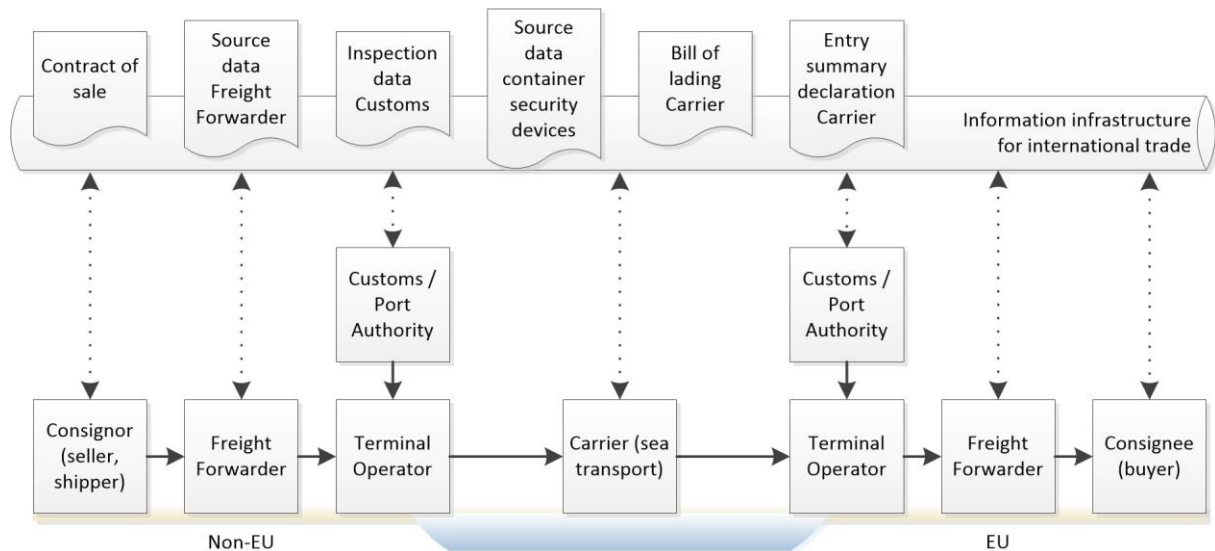 Contract of
sale
Source
data
Freight
Forwarder
Inspection
data
Customs
Source
data
container
security
devices
Bill of
lading
Carrier
Entry
summary
declaration
Carrier
Information infrastructure
for international trade
Customs /
Port
Authority
Customs /
Port
Authority
Consignor
(seller,
shipper)
Freight
Forwarder
Terminal
Operator
Carrier (sea
transport)
Terminal
Operator
Freight
Forwarder
Consignee
(buyer)
Non-EU
EU